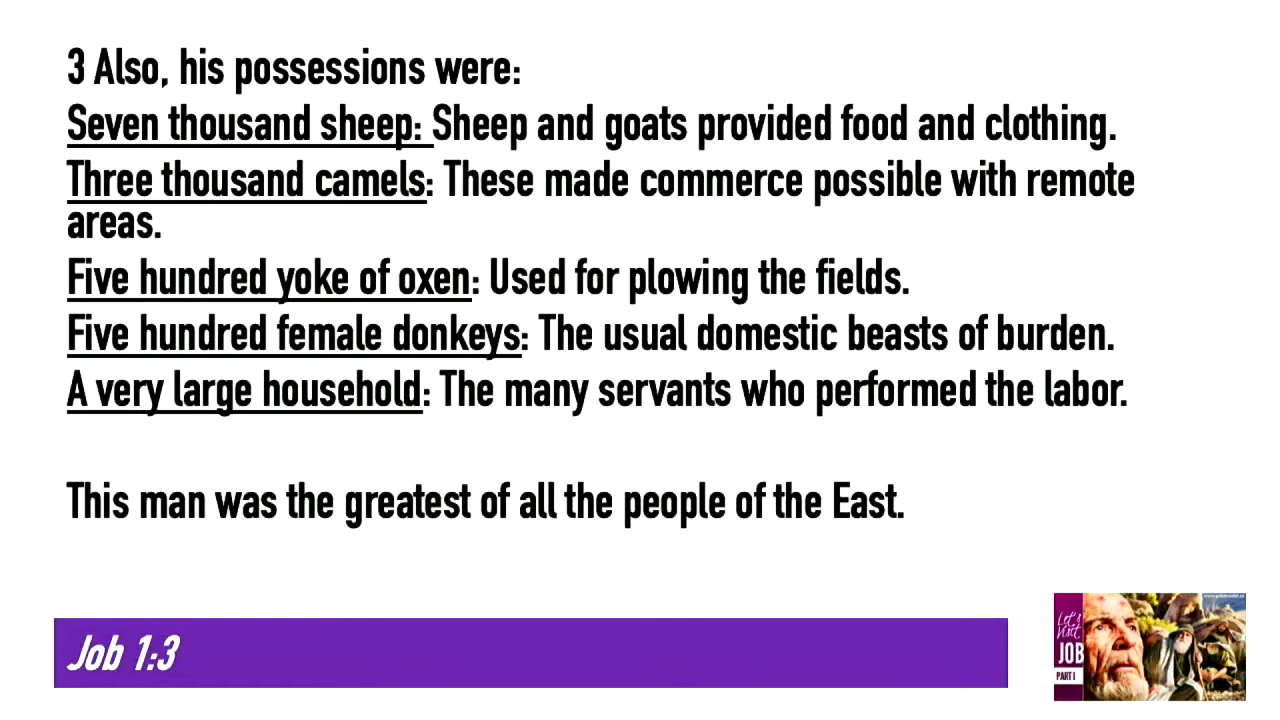 3 Also, his possessions were:
Seven thousand sheep: Sheep and goats provided food and clothing.
Three thousand camels: These made commerce possible with remote
areas.
Five hundred yoke of oxen: Used for plowing the fields.
Five hundred female donkeys: The usual domestic beasts of burden.
A very large household: The many servants who performed the labor.
This man was the greatest of all the people of the East.
Job 1:3
Let's
Visit
JOB
PART I